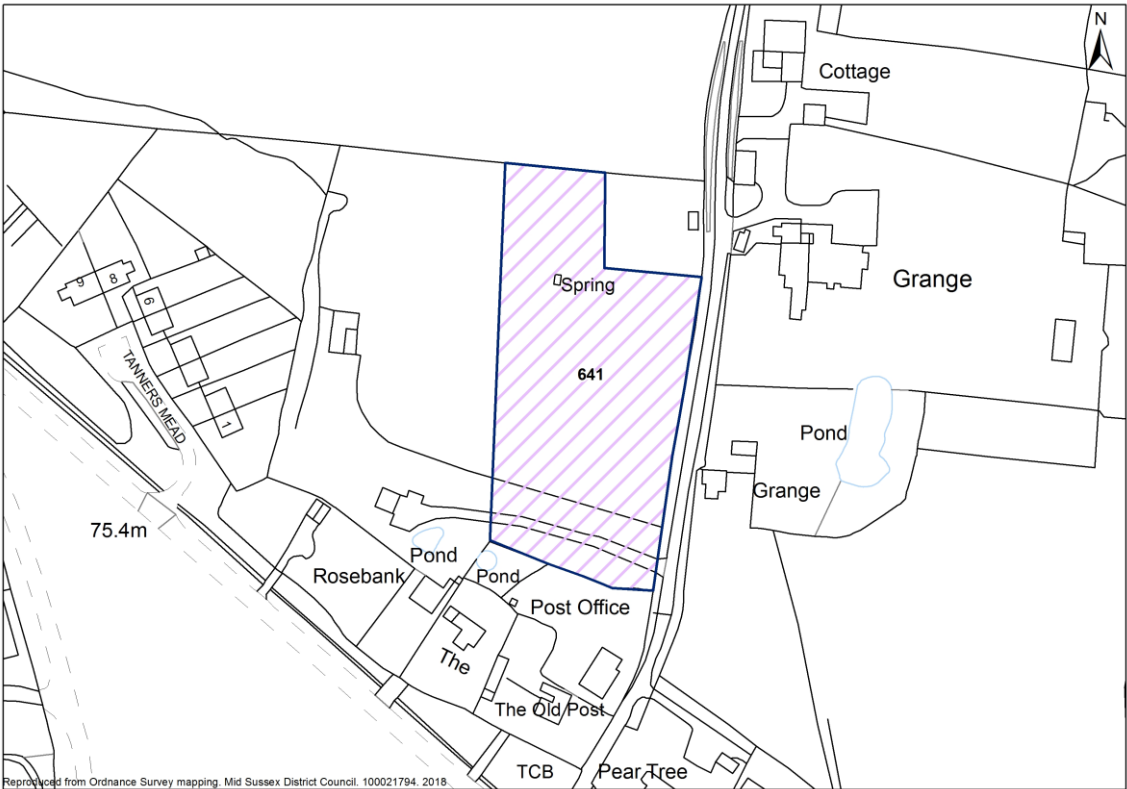 N
Cottage
Grange
Spring
641
9
8
6
1
TANNERS MEAD
Pond
Grange
75.4m
Pond
Pond
Rosebank
Post Office
The
The Old Post
TCB
Pear Tree
Reproduced from Ordnance Survey mapping. Mid Sussex District Council. 100021794. 2018